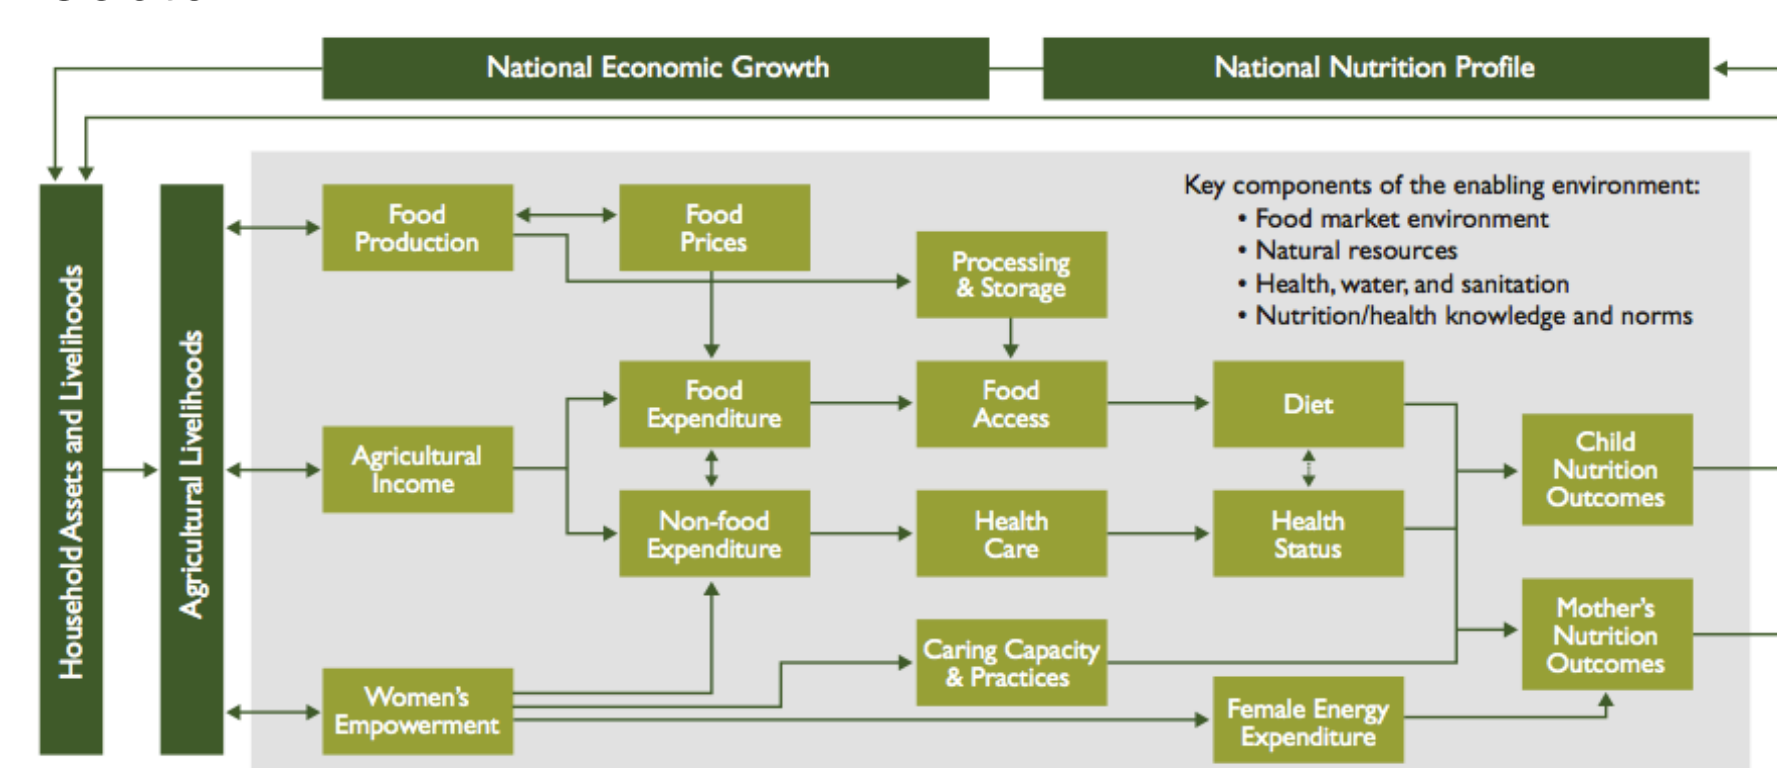 National Economic Growth
National Nutrition Profile
Household Assets and Livelihoods
Agricultural Livelihoods
Key components of the enabling environment:
• Food market environment
• Natural resources
• Health, water, and sanitation
• Nutrition/health knowledge and norms
Food
Production
Food
Prices
Processing
& Storage
Food
Expenditure
Food
Access
Diet
Agricultural
Income
Child
Nutrition
Outcomes
Non-food
Expenditure
Health
Care
Health
Status
Women's
Empowerment
Caring Capacity
& Practices
Mother's
Nutrition
Outcomes
Female Energy
Expenditure